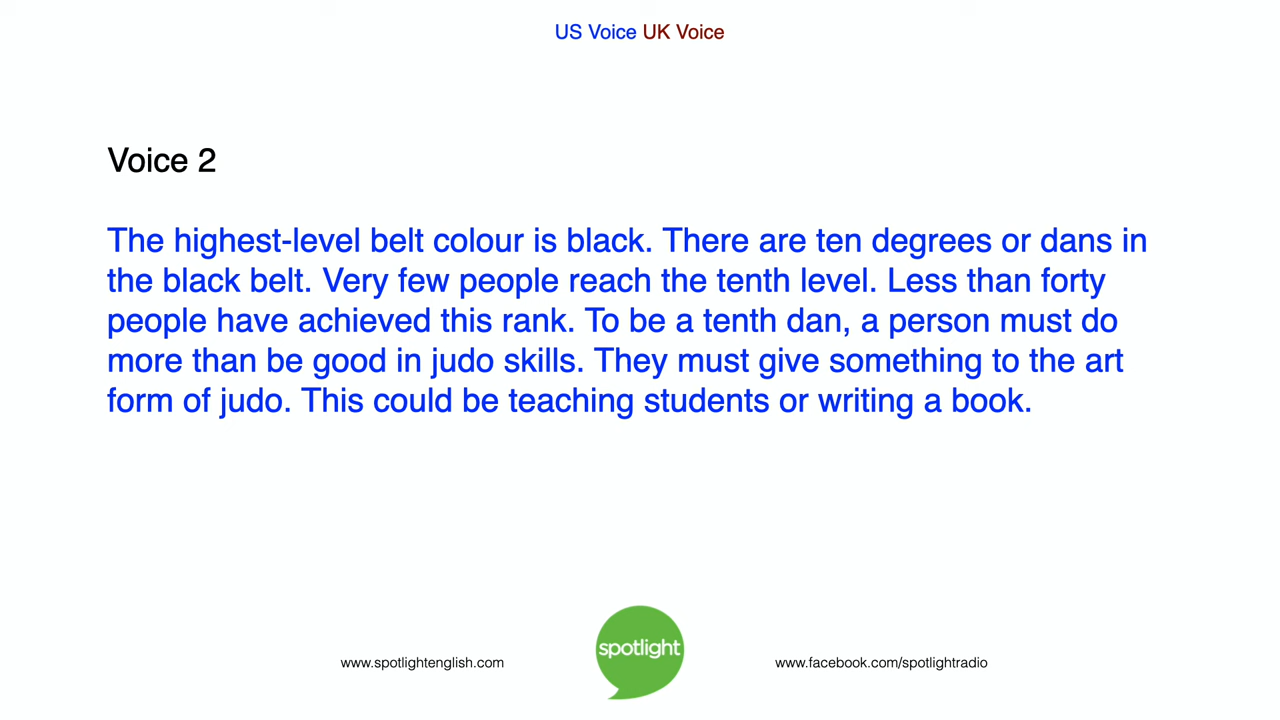 US Voice UK Voice
Voice 2
The highest-level belt colour is black. There are ten degrees or dans in
the black belt. Very few people reach the tenth level. Less than forty
people have achieved this rank. To be a tenth dan, a person must do
more than be good in judo skills. They must give something to the art
form of judo. This could be teaching students or writing a book.
www.spotlightenglish.com
spotlight
www.facebook.com/spotlightradio